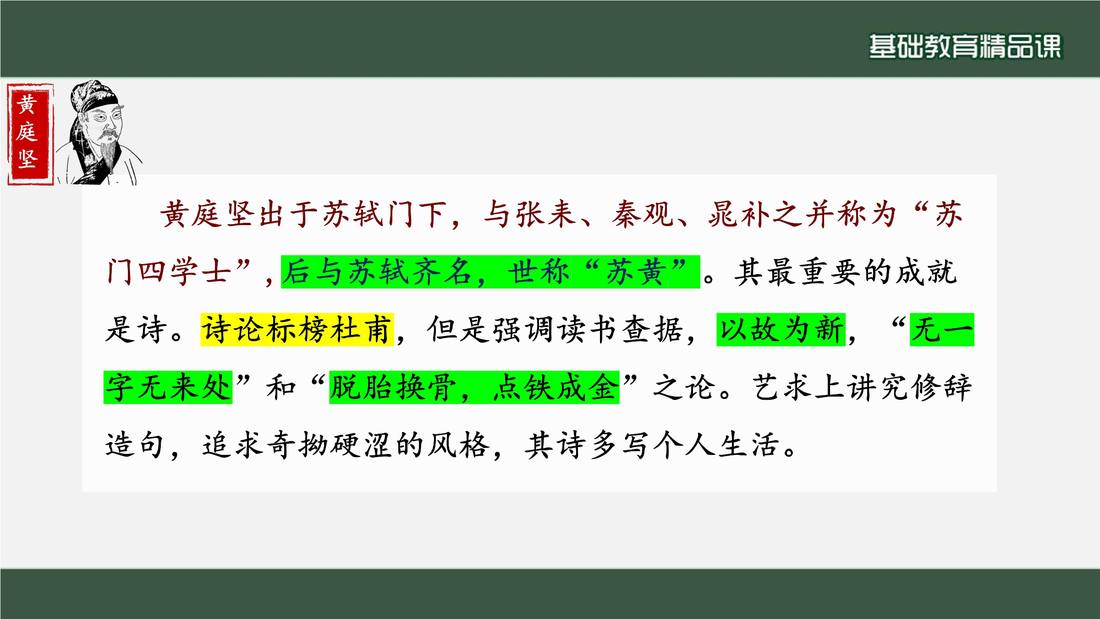 基础教育精品课
黄庭坚
黄庭坚出于苏轼门下，与张耒、秦观、晁补之并称为“苏
门四学士”,后与苏轼齐名，世称“苏黄”。其最重要的成就
是诗。诗论标榜杜甫，但是强调读书查据，以故为新，“无一
字无来处”和“脱胎换骨，点铁成金”之论。艺求上讲究修辞
造句，追求奇拗硬涩的风格，其诗多写个人生活。